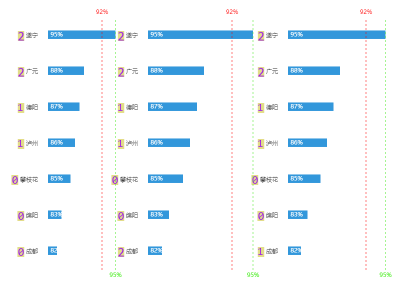 92% 92% 92%
2 遂宁 95% 2 遂宁 95% 2 遂宁 95%
2 广元 88% 2 广元 88% 2 广元 88%
1 德阳 87% 1 德阳 87% 1 德阳 87%
1 泸州 86% 1 泸州 86% 1 泸州 86%
0 攀枝花 85% 0 攀枝花 85% 0 攀枝花 85%
0 绵阳 83% 0 绵阳 83% 0 绵阳 83%
0 成都 82 2 成都 82% 1 成都 82%
95% 95% 95%